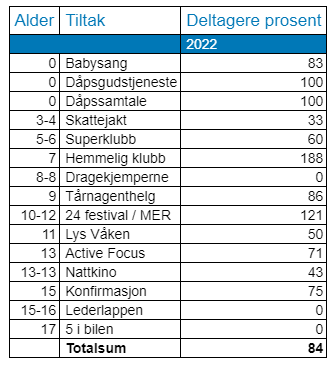 Alder Tiltak Deltagere prosent
2022
0 Babysang 83
0 Dåpsgudstjeneste 100
0 Dåpssamtale 100
3-4 Skattejakt 33
5-6 Superklubb 60
7 Hemmelig klubb 188
8-8 Dragekjemperne 0
9 Tårnagenthelg 86
10-12 24 festival / MER 121
11 Lys Våken 50
13 Active Focus 71
13-13 Nattkino 43
15 Konfirmasjon 75
15-16 Lederlappen 0
17 5 i bilen 0
Totalsum 84